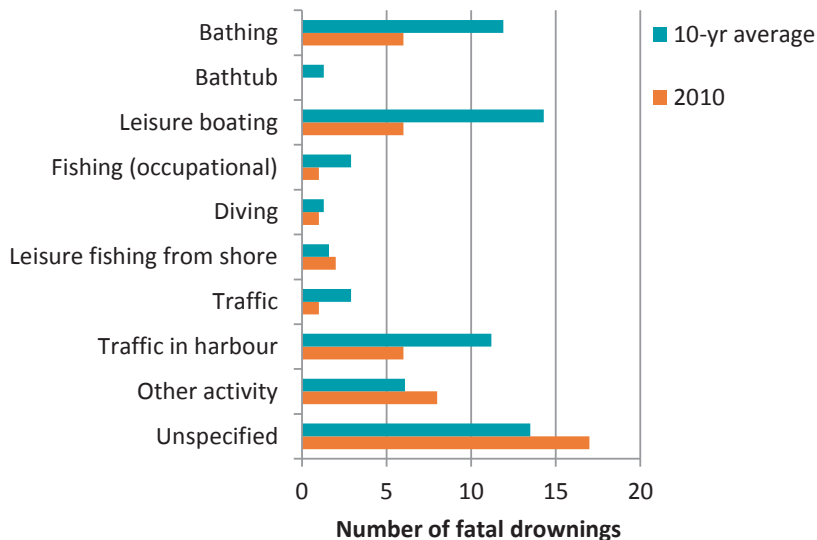 Bathing
Bathtub
Leisure boating
Fishing (occupational)
Diving
Leisure fishing from shore
Traffic
Traffic in harbour
Other activity
Unspecified
0 5 10 15 20
Number of fatal drownings
10-yr average
2010